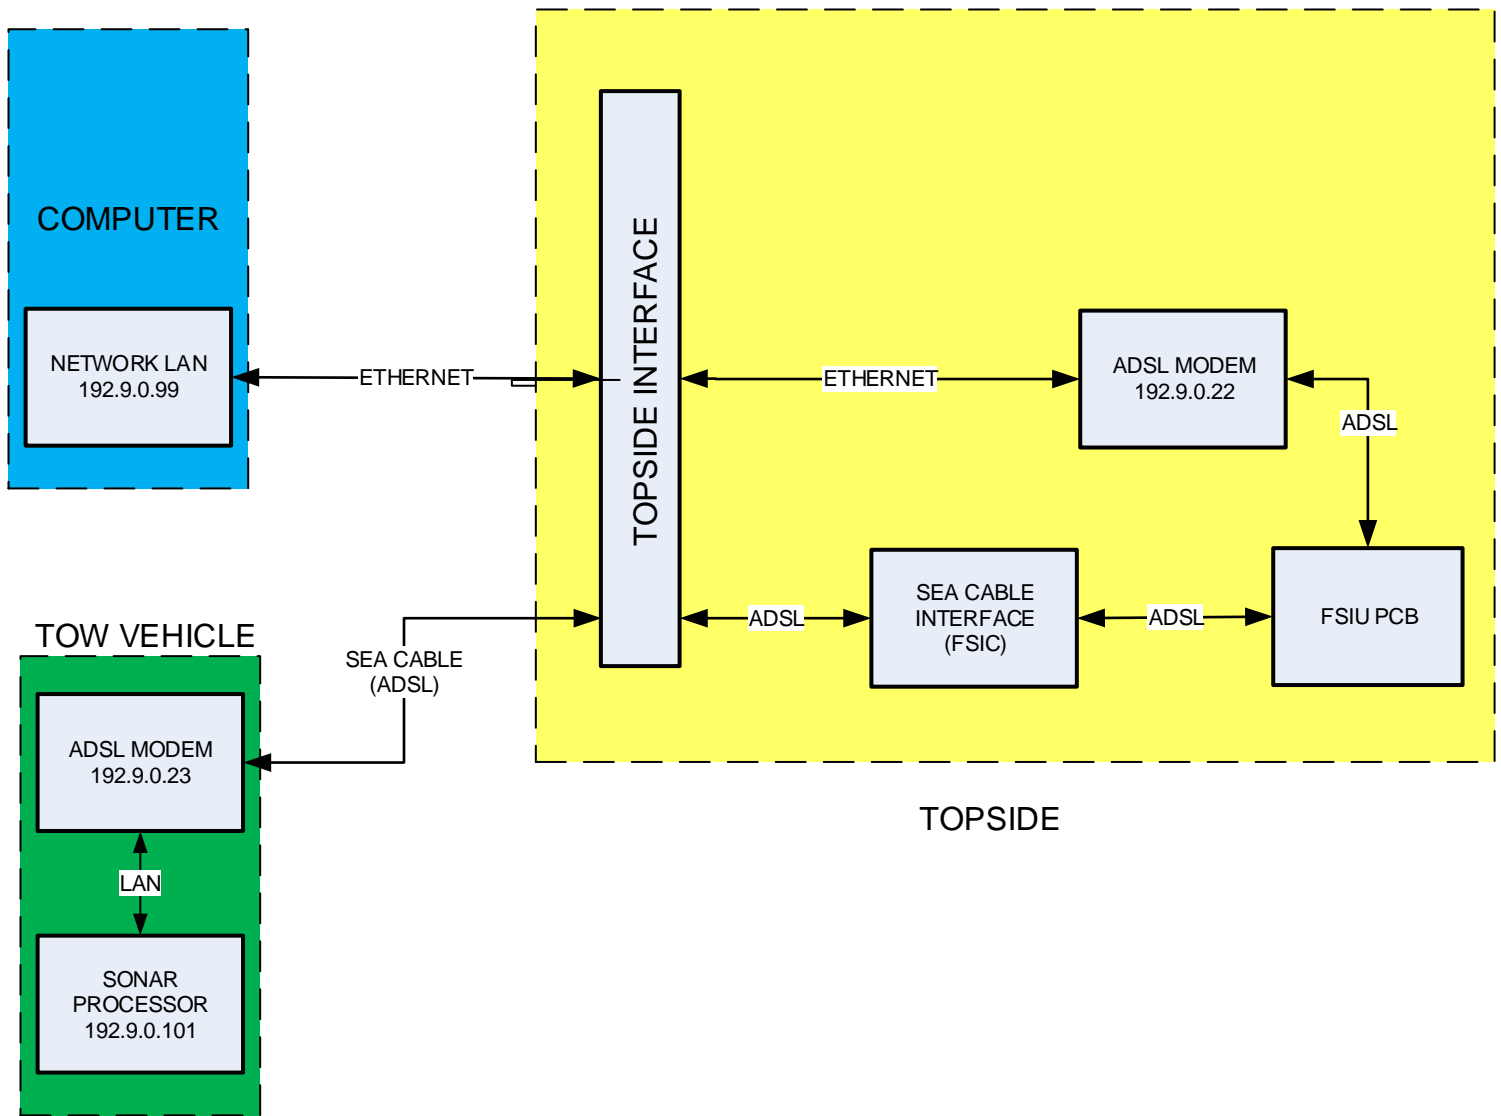 COMPUTER
NETWORK LAN
192.9.0.99
ETHERNET
TOPSIDE INTERFACE
ETHERNET
ADSL MODEM
192.9.0.22
ADSL
SEA CABLE
INTERFACE
(FSIC)
ADSL
ADSL
FSIU PCB
TOPSIDE
SEA CABLE
(ADSL)
TOW VEHICLE
ADSL MODEM
192.9.0.23
LAN
SONAR
PROCESSOR
192.9.0.101